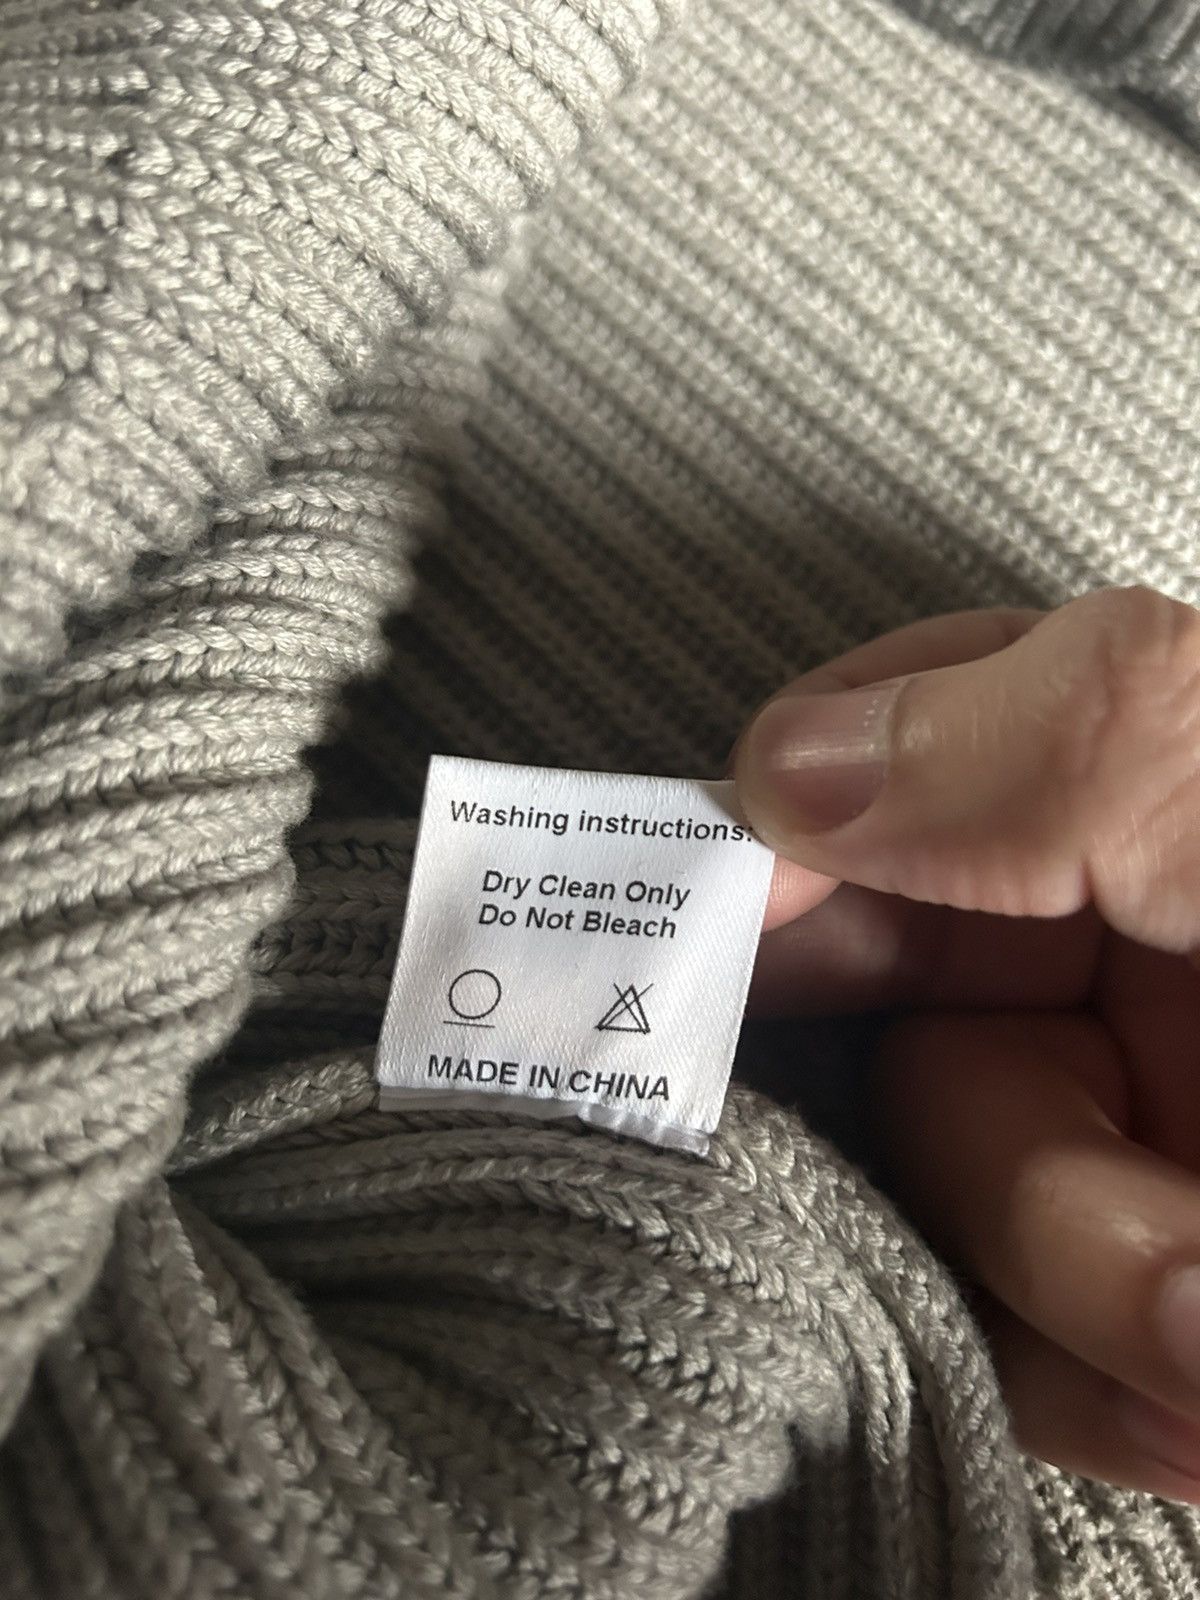 Washing instructions:
Dry Clean Only
Do Not Bleach
MADE IN CHINA